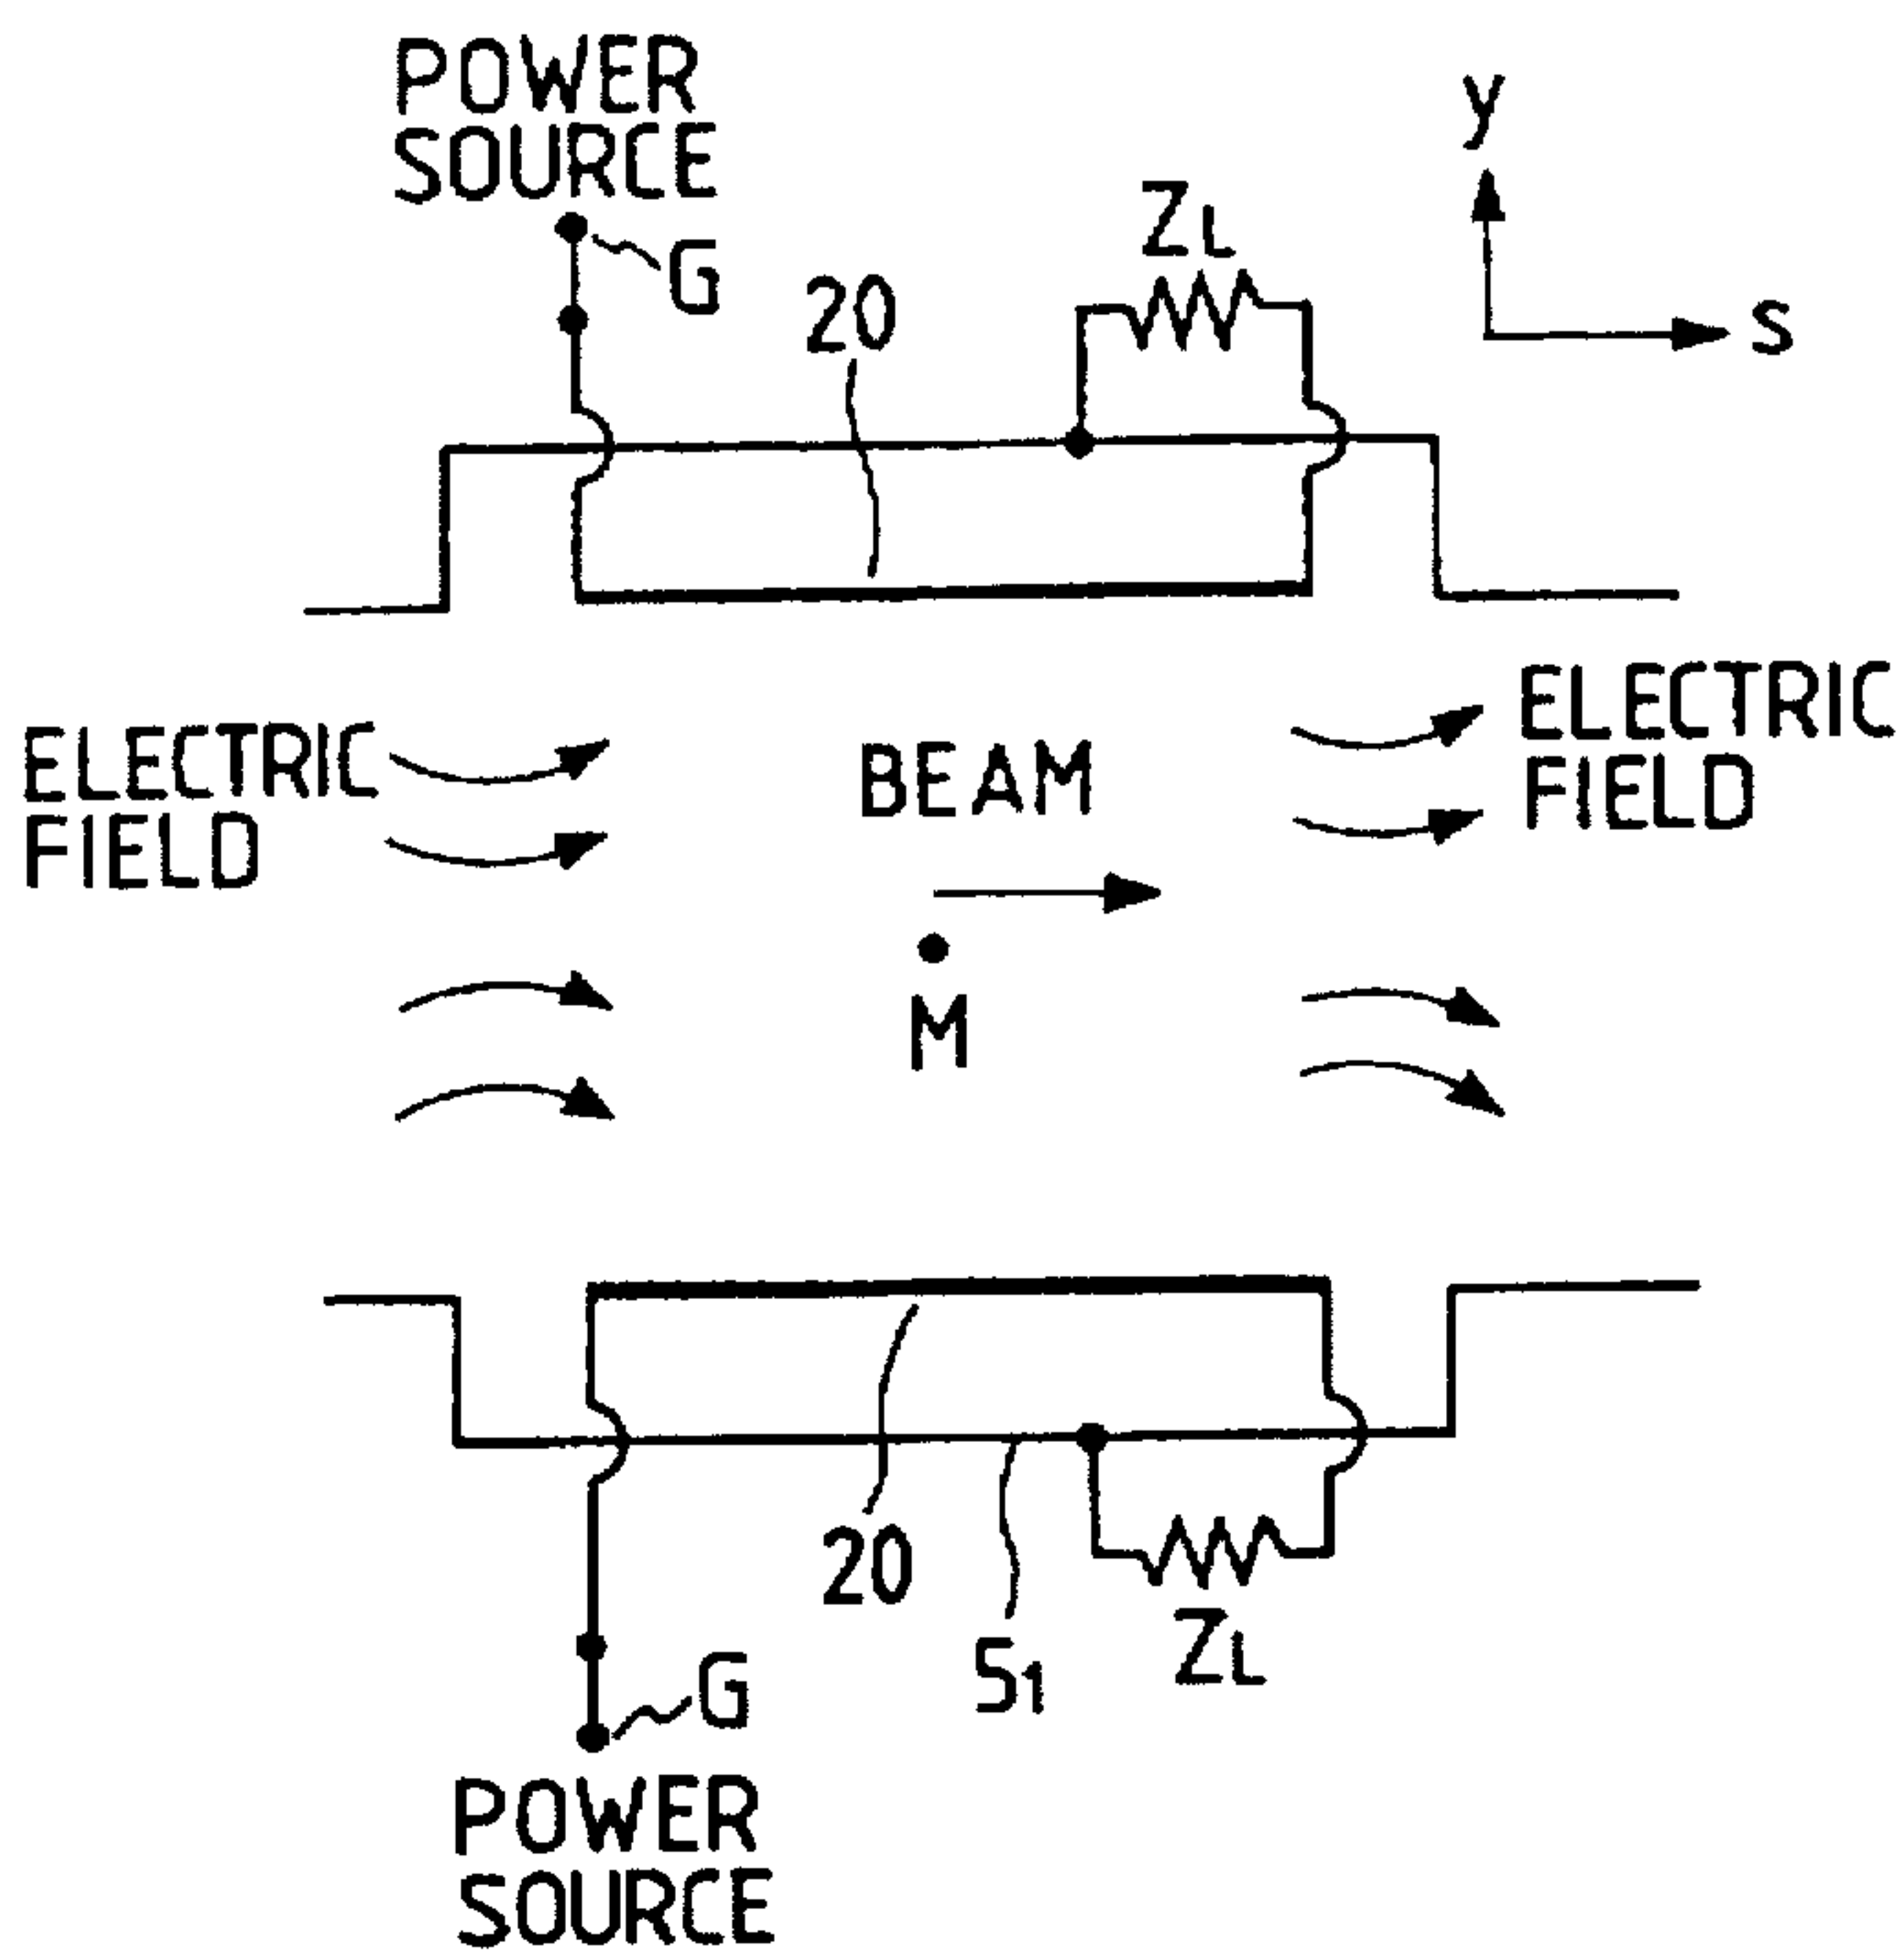 POWER
SOURCE
G
20
ZL
y
s
ELECTRIC
FIELD
BEAM
ELECTRIC
FIELD
M
20
S1
ZL
G
POWER
SOURCE